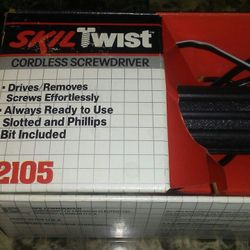 SKIL Twist
CORDLESS SCREWDRIVER
• Drives/Removes
Screws Effortlessly
• Always Ready to Use
Slotted and Phillips
Bit Included
2105